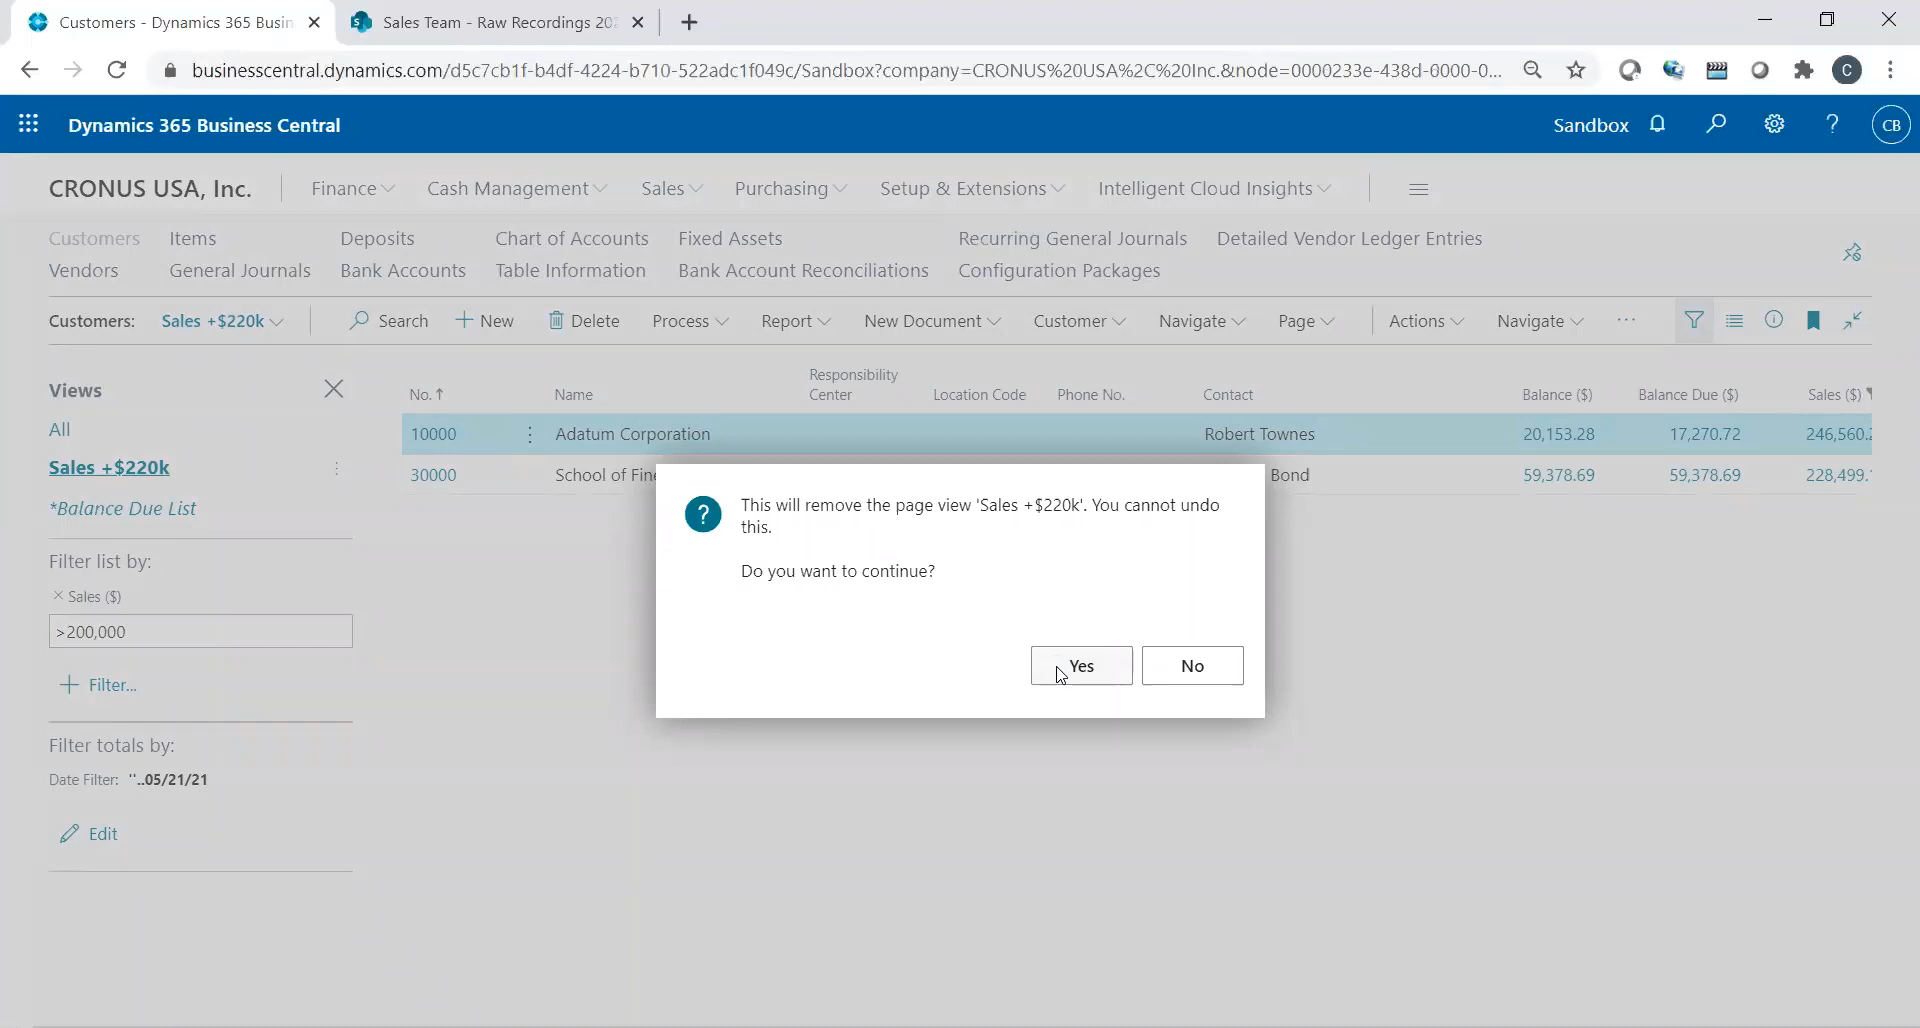 Customers - Dynamics 365 Busin
Sales Team - Raw Recordings 20
businesscentral.dynamics.com/d5c7cb1f-b4df-4224-b710-522adc1f049c/Sandbox?company=CRONUS%20USA%2C%20Inc.&node=0000233e-438d-6000-0...
C
Dynamics 365 Business Central
Sandbox
?
CB
CRONUS USA, Inc.
Finance
Cash Management
Sales
Purchasing
Setup & Extensions
Intelligent Cloud Insights
Customers
Items
Deposits
Chart of Accounts
Fixed Assets
Recurring General Journals
Detailed Vendor Ledger Entries
Vendors
General Journals
Bank Accounts
Table Information
Bank Account Reconciliations
Configuration Packages
Customers:
Sales +$220k
Search
New
Delete
Process
Report
New Document
Customer
Navigate
Page
Actions
Navigate
...
Views
All
Sales +$220k
*Balance Due List
Filter list by:
× Sales ($)
>200,000
Filter...
Filter totals by:
Date Filter: ''..05/21/21
Edit
No. ↑
Name
Responsibility
Center
Location Code
Phone No.
Contact
Balance ($)
Balance Due ($)
Sales ($)
10000
Adatum Corporation
Robert Townes
20,153.28
17,270.72
246,560.
30000
School of Fine
Bond
59,378.69
59,378.69
228,499.
?
This will remove the page view 'Sales +$220k'. You cannot undo
this.
Do you want to continue?
Yes
No